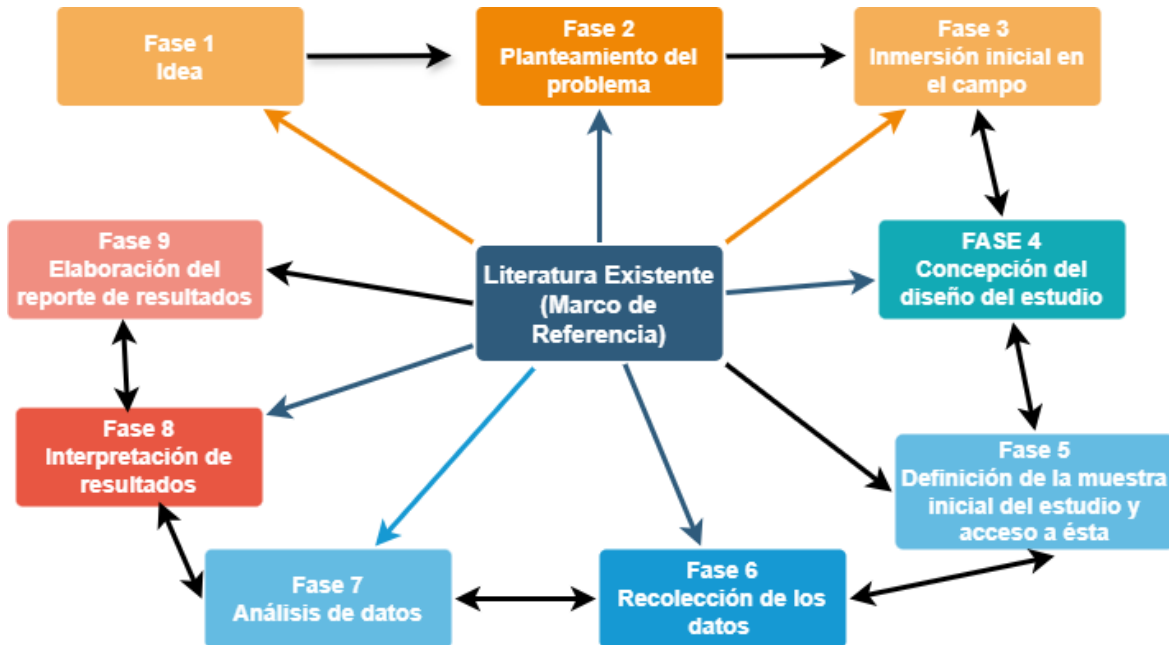 Fase 1
Idea
Fase 2
Planteamiento del
problema
Fase 3
Inmersión inicial en
el campo
Fase 9
Elaboración del
reporte de resultados
Literatura Existente
(Marco de
Referencia)
FASE 4
Concepción del
diseño del estudio
Fase 8
Interpretación de
resultados
Fase 5
Definición de la muestra
inicial del estudio y
acceso a ésta
Fase 7
Análisis de datos
Fase 6
Recolección de los
datos